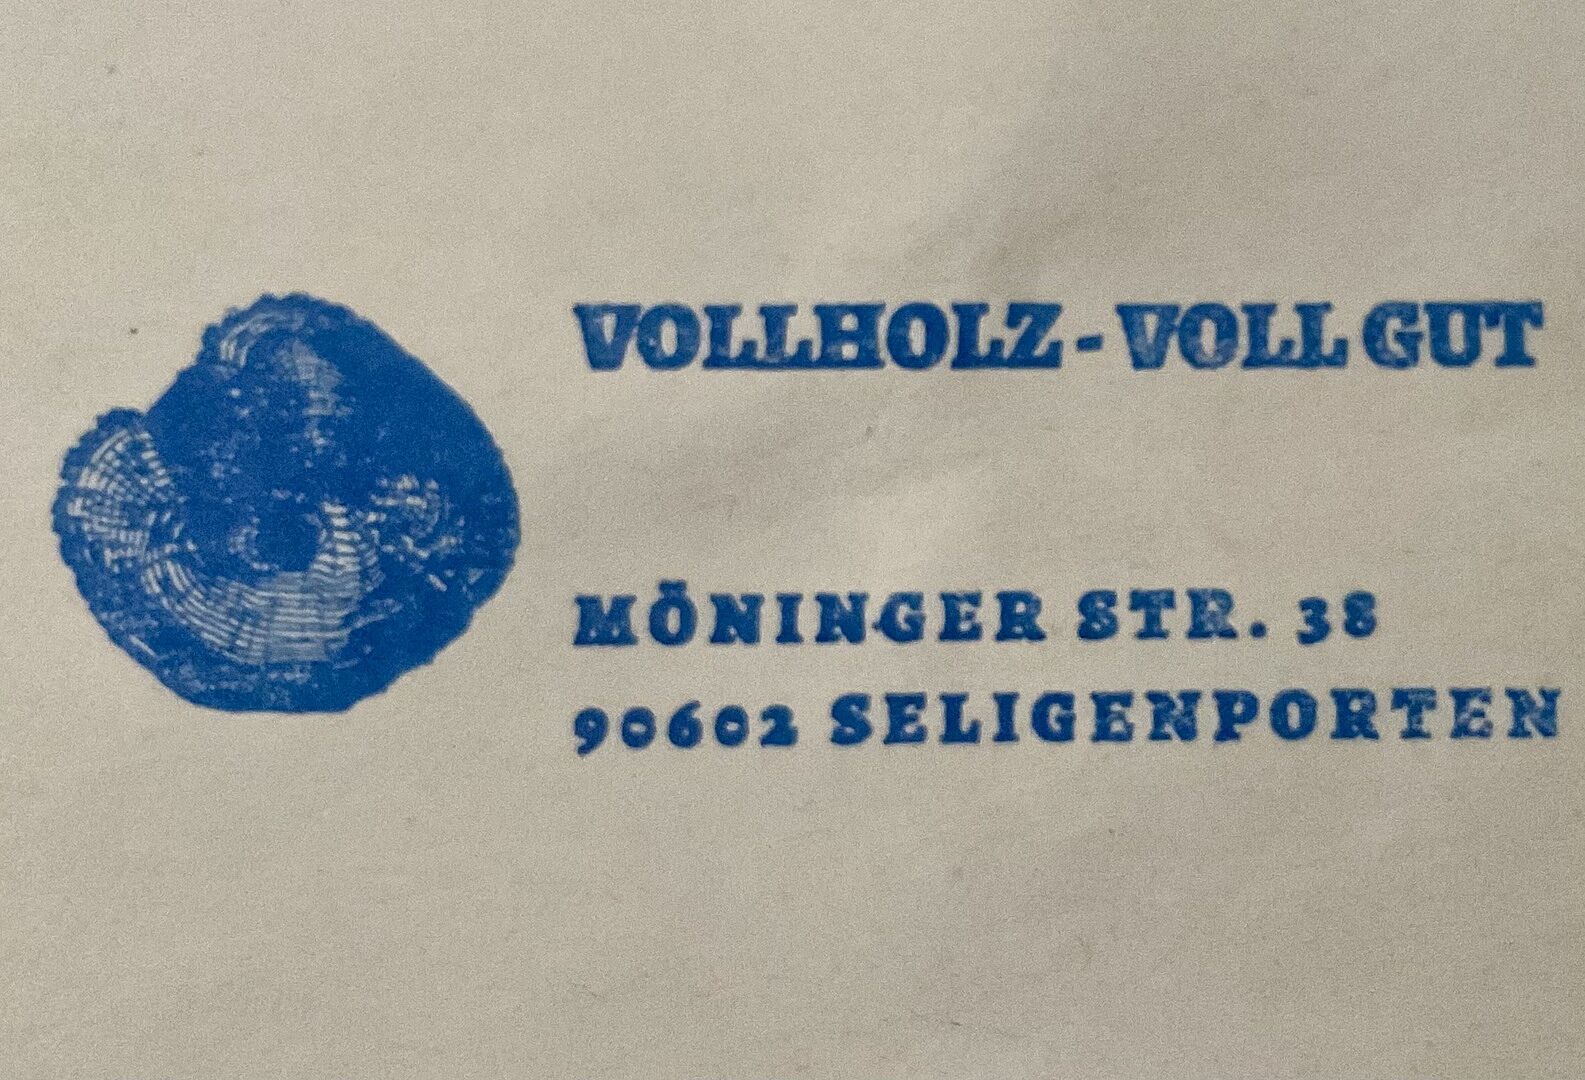 VOLLHOLZ-VOLL GUT
MÖNINGER STR. 38
90602 SELIGENPORTEN